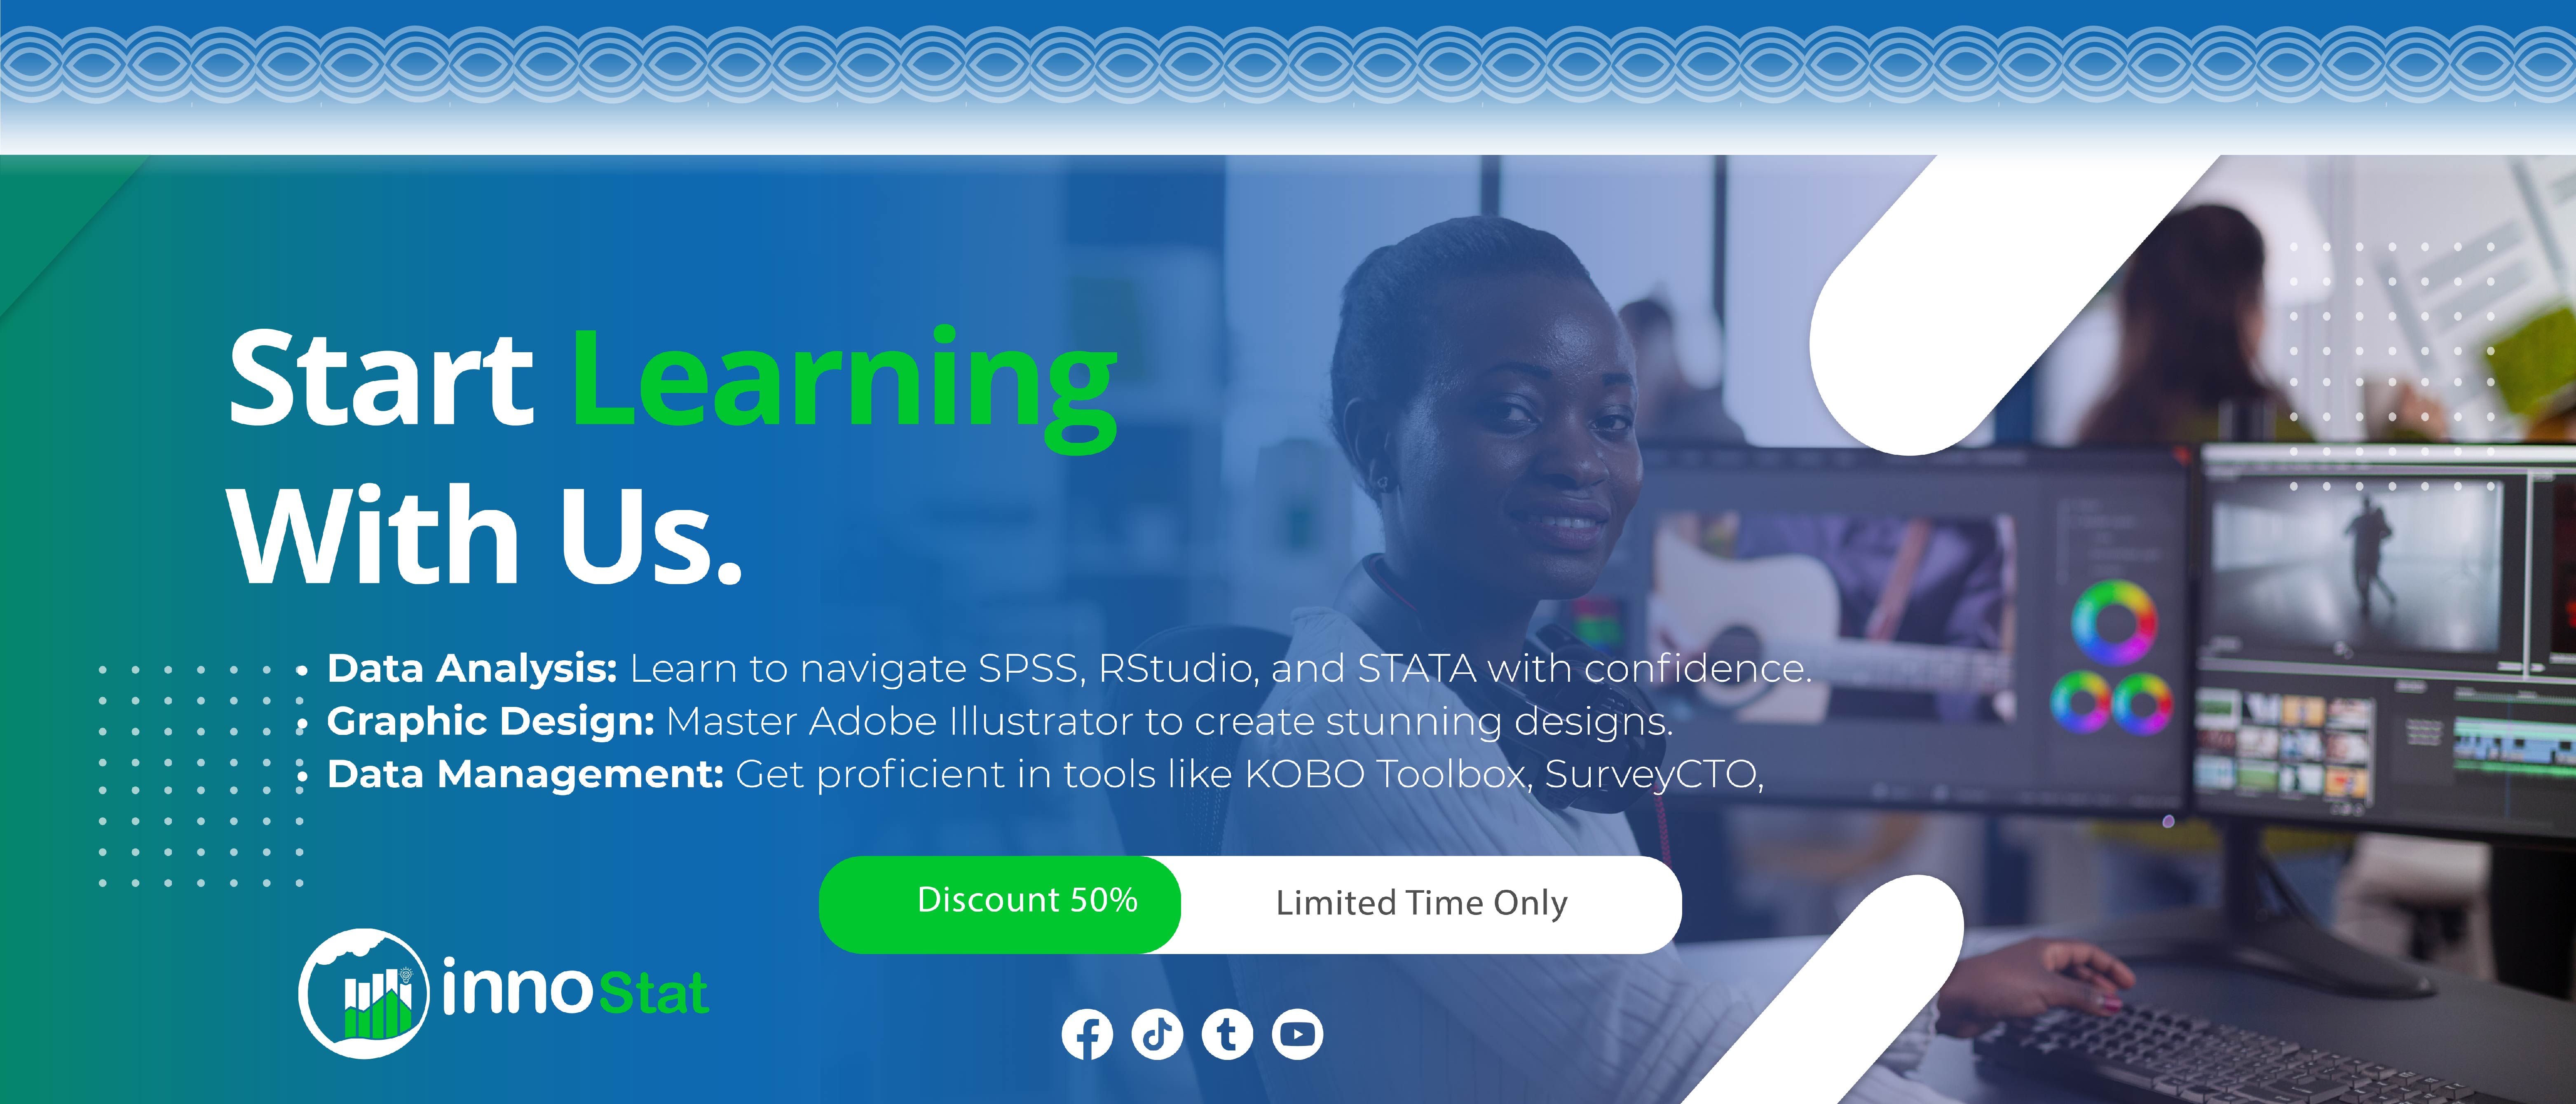 Start Learning
With Us.
• Data Analysis: Learn to navigate SPSS, RStudio, and STATA with confidence.
• Graphic Design: Master Adobe Illustrator to create stunning designs.
• Data Management: Get proficient in tools like KOBO Toolbox, SurveyCTO,
Discount 50%
Limited Time Only
innoStat